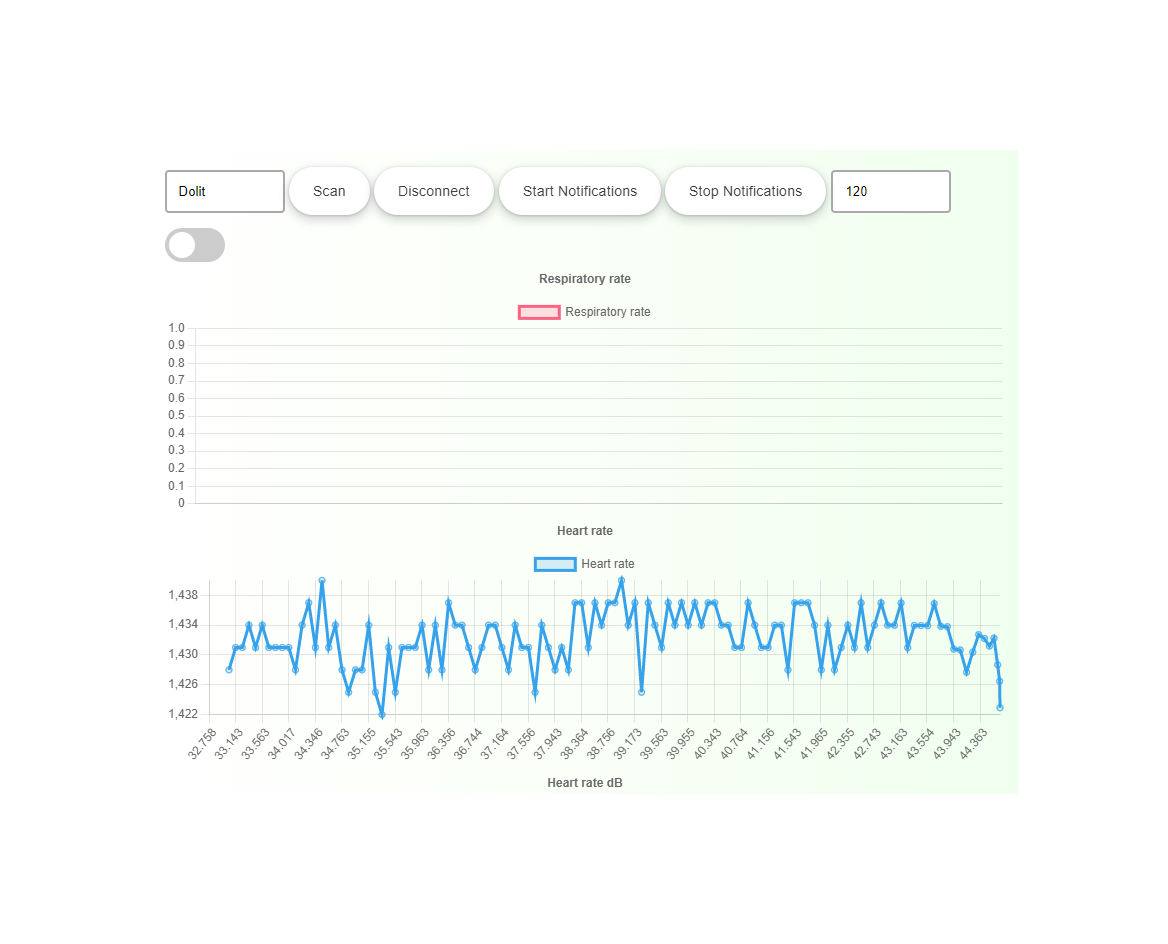 Dolit Scan Disconnect Start Notifications Stop Notifications 120
Respiratory rate
Respiratory rate
1.0
0.9
0.8
0.7
0.6
0.5
0.4
0.3
0.2
0.1
0
Heart rate
Heart rate
1,438
1,434
1,430
1,426
1,422
32.758 33.143 33.563 34.017 34.346 34.763 35.155 35.543 35.963 36.356 36.744 37.164 37.556 37.943 38.364 38.756 39.173 39.563 39.955 40.343 40.764 41.156 41.543 41.965 42.355 42.743 43.163 43.554 43.943 44.363
Heart rate dB